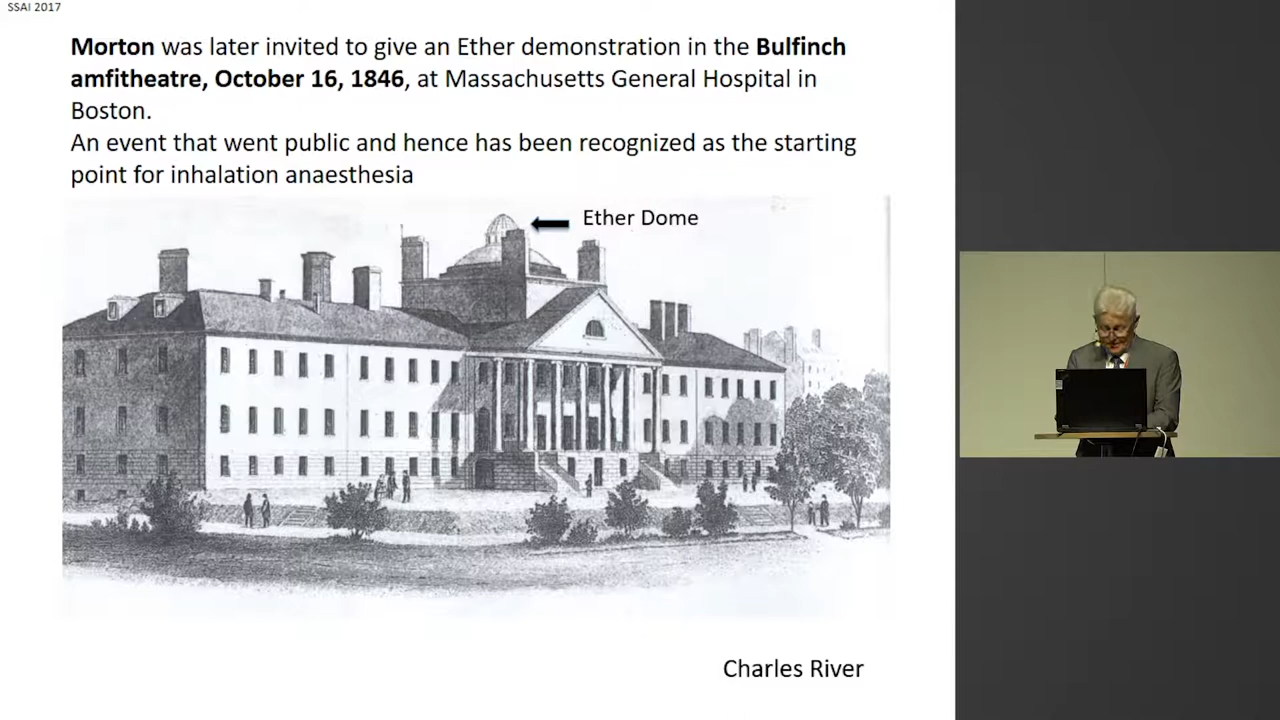 SSAI 2017
Morton was later invited to give an Ether demonstration in the Bulfinch
amfitheatre, October 16, 1846, at Massachusetts General Hospital in
Boston.
An event that went public and hence has been recognized as the starting
point for inhalation anaesthesia
Ether Dome
Charles River